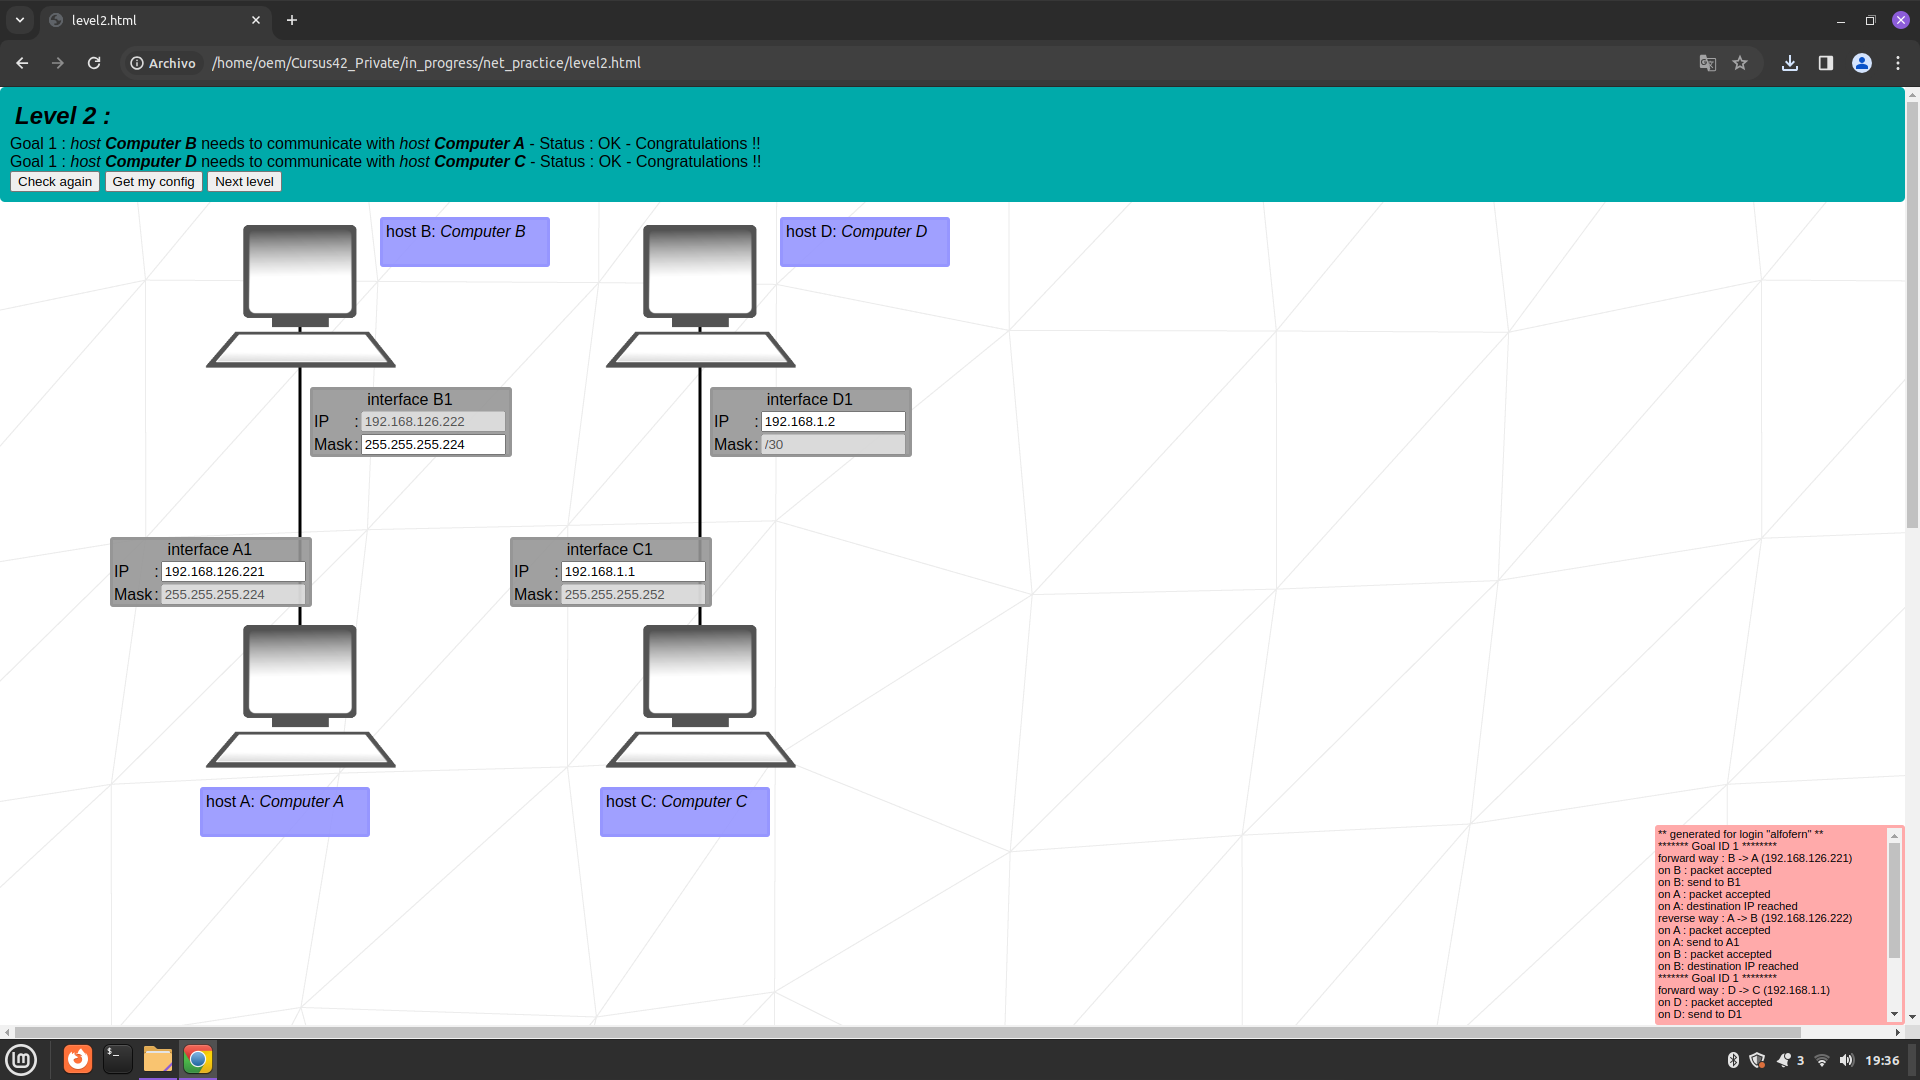 level2.html
Archivo /home/oem/Cursus42_Private/in_progress/net_practice/level2.html
Level 2 :
Goal 1 : host Computer B needs to communicate with host Computer A - Status : OK - Congratulations !!
Goal 1 : host Computer D needs to communicate with host Computer C - Status : OK - Congratulations !!
Check again Get my config Next level
host B: Computer B
host D: Computer D
interface B1
IP : 192.168.126.222
Mask : 255.255.255.224
interface D1
IP : 192.168.1.2
Mask : /30
interface A1
IP : 192.168.126.221
Mask : 255.255.255.224
interface C1
IP : 192.168.1.1
Mask : 255.255.255.252
host A: Computer A
host C: Computer C
** generated for login "alfofern" **
******* Goal ID 1 ********
forward way : B -> A (192.168.126.221)
on B : packet accepted
on B: send to B1
on A : packet accepted
on A: destination IP reached
reverse way : A -> B (192.168.126.222)
on A : packet accepted
on A: send to A1
on B : packet accepted
on B: destination IP reached
******* Goal ID 1 ********
forward way : D -> C (192.168.1.1)
on D : packet accepted
on D: send to D1
3 19:36